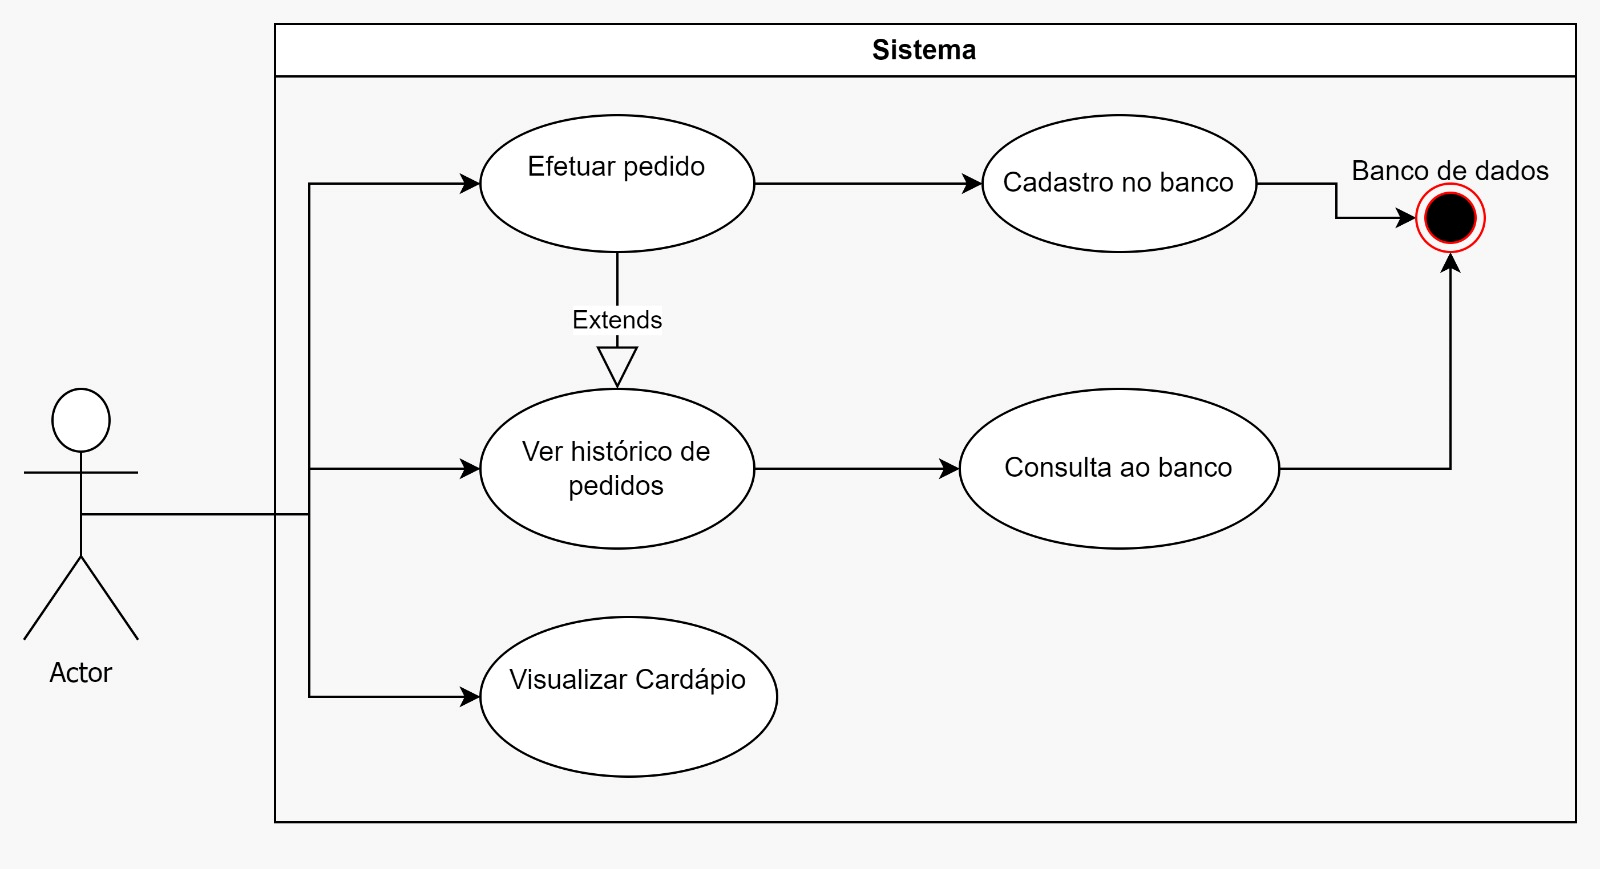 Sistema
Efetuar pedido
Cadastro no banco
Banco de dados
Extends
Ver histórico de
pedidos
Consulta ao banco
Visualizar Cardápio
Actor